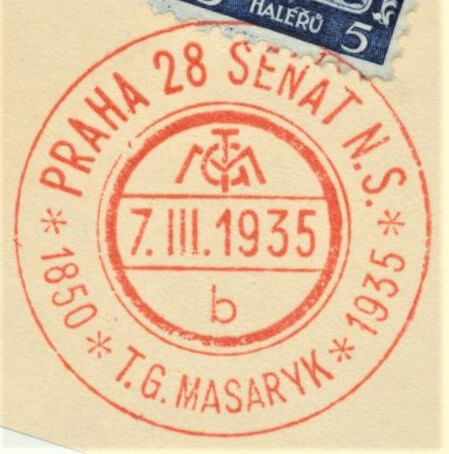 HALÉŘŮ 5
PRAHA 28 SENÁT N.S.
TGM
7.III.1935
b
* 1850 * T.G. MASARYK * 1935 *